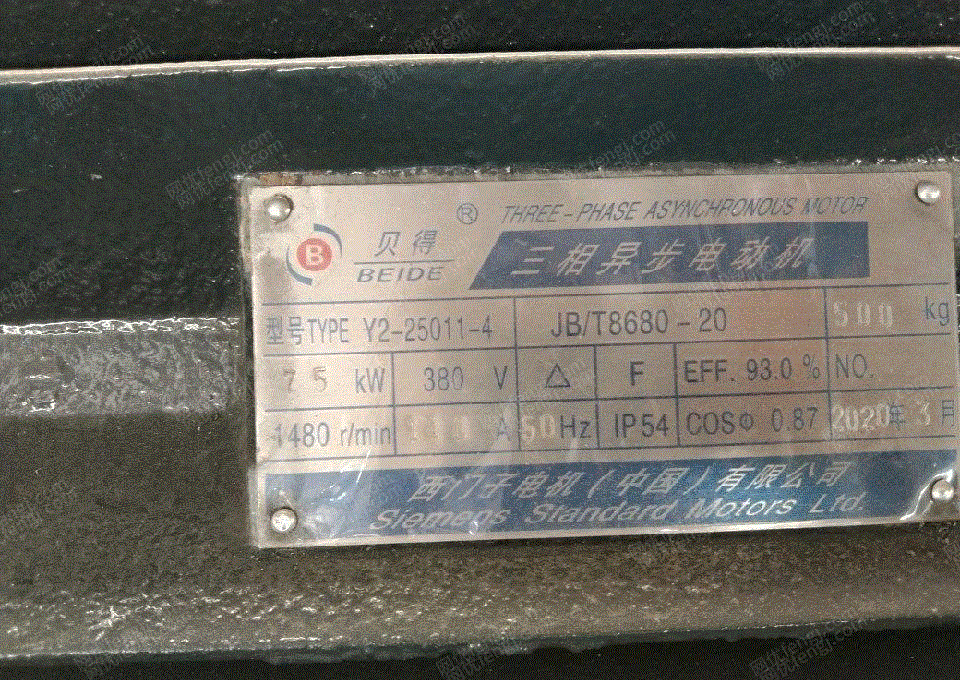 ® THREE-PHASE ASYNCHRONOUS MOTOR
B 贝得 三相异步电动机
BEIDE
型号TYPE Y2-25011-4 JB/T8680-20 500 kg
75 kW 380 V △ F EFF. 93.0 % NO.
1480 r/min A 50Hz IP54 COSΦ 0.87 2020年3月
西门子电机(中国)有限公司
Siemens Standard Motors Ltd.